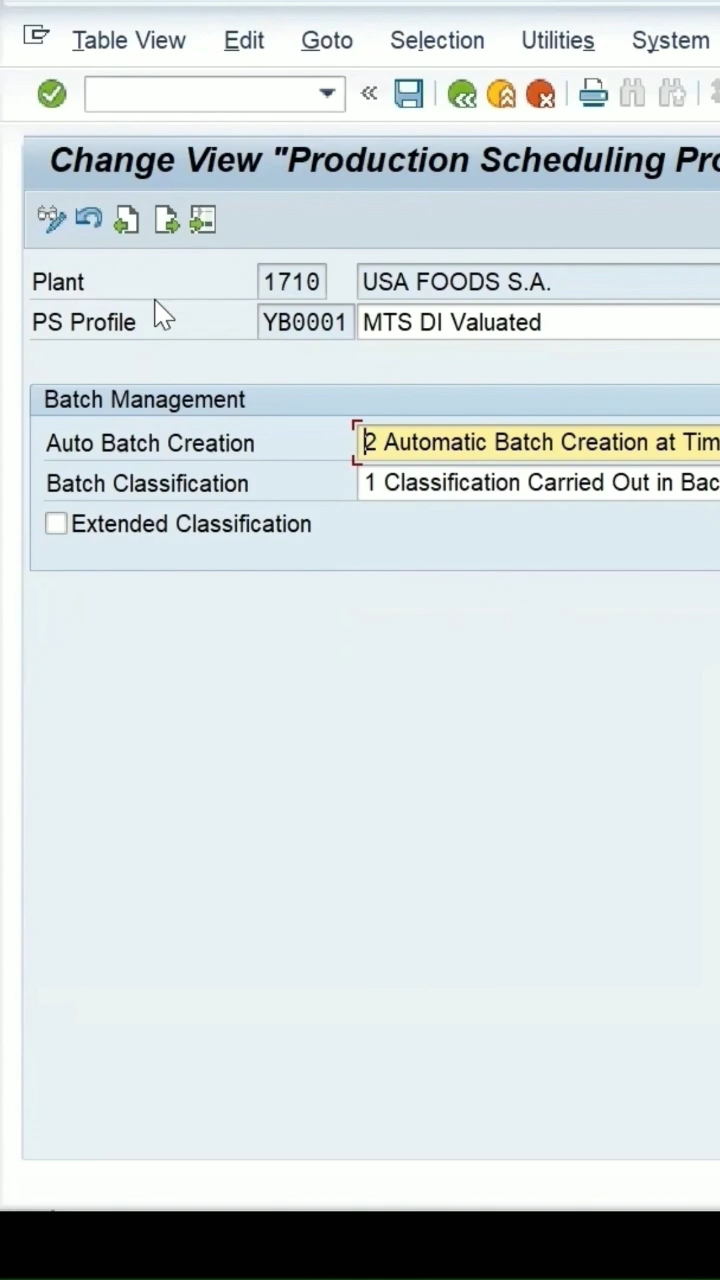 Table View Edit Goto Selection Utilities System
Change View "Production Scheduling Pro
Plant 1710 USA FOODS S.A.
PS Profile YB0001 MTS DI Valuated
Batch Management
Auto Batch Creation 2 Automatic Batch Creation at Tim
Batch Classification 1 Classification Carried Out in Bac
Extended Classification